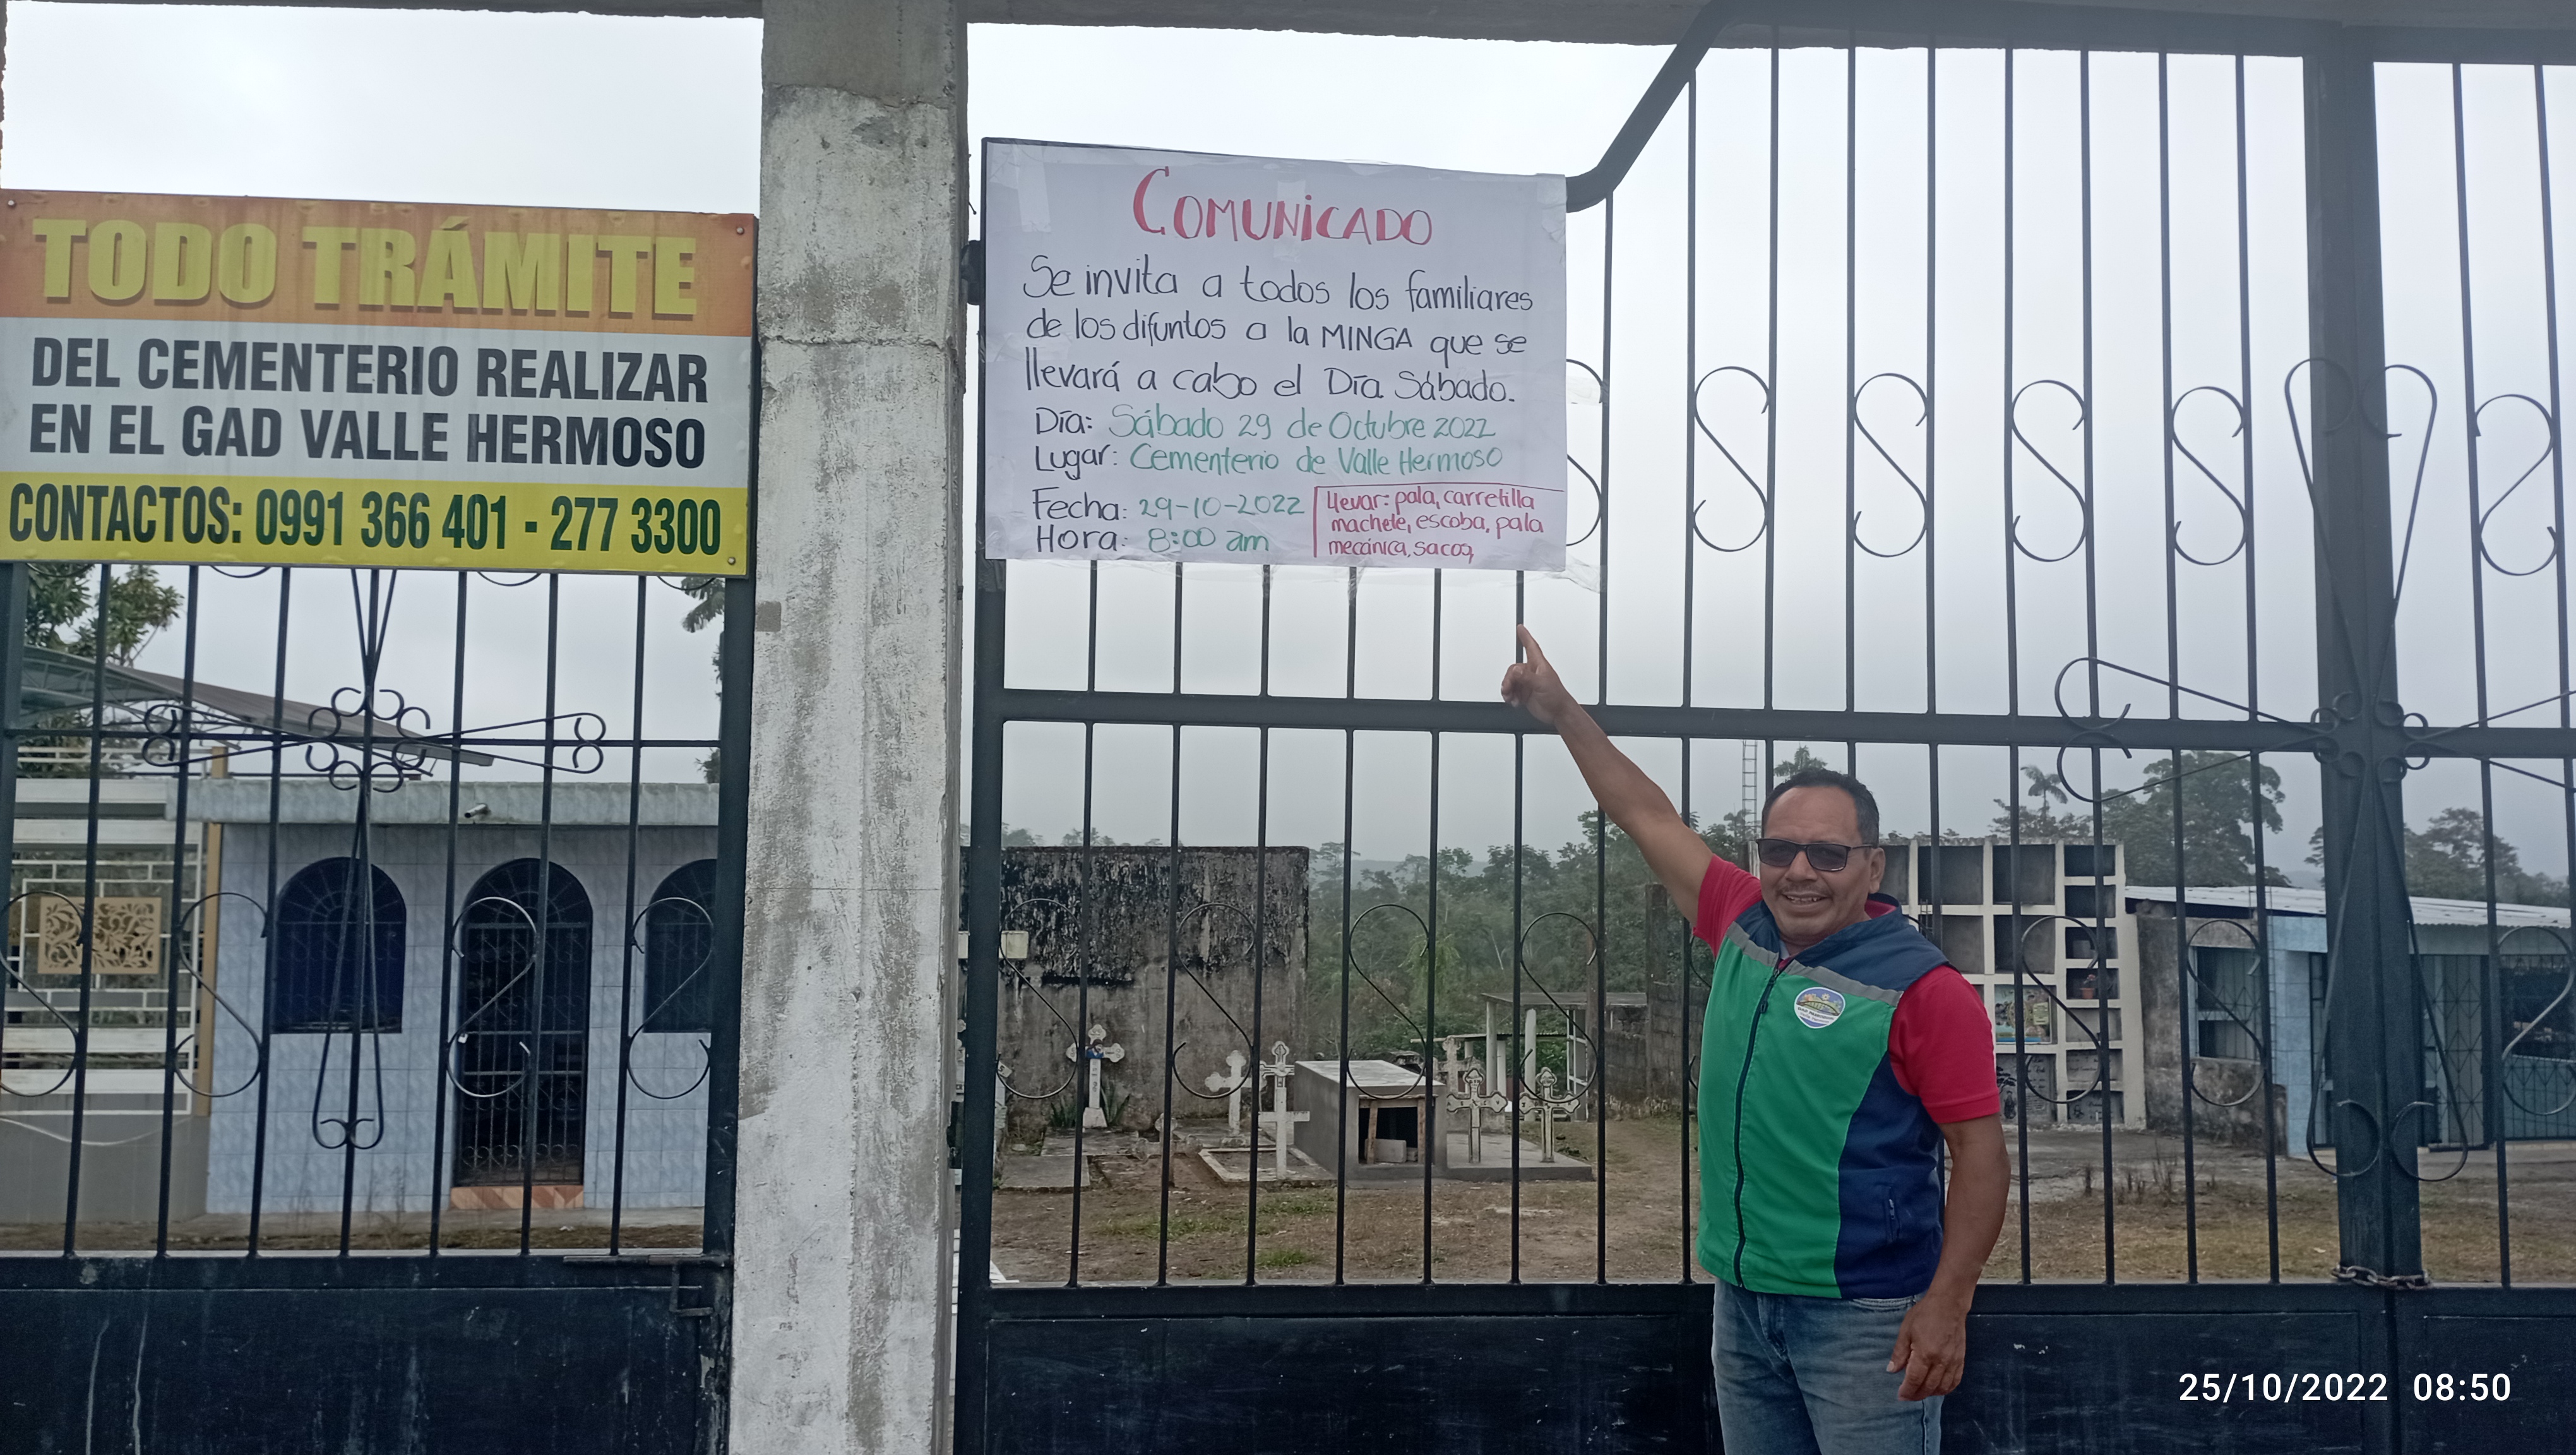 TODO TRÁMITE
DEL CEMENTERIO REALIZAR
EN EL GAD VALLE HERMOSO
CONTACTOS: 0991 366 401 - 277 3300
COMUNICADO
Se invita a todos los familiares
de los difuntos a la MINGA que se
llevará a cabo el Día Sábado.
Día: Sábado 29 de Octubre 2022
Lugar: Cementerio de Valle Hermoso
Fecha: 29-10-2022
Hora: 8:00 am
Llevar: pala, carretilla
machete, escoba, pala
mecánica, sacos,
25/10/2022 08:50